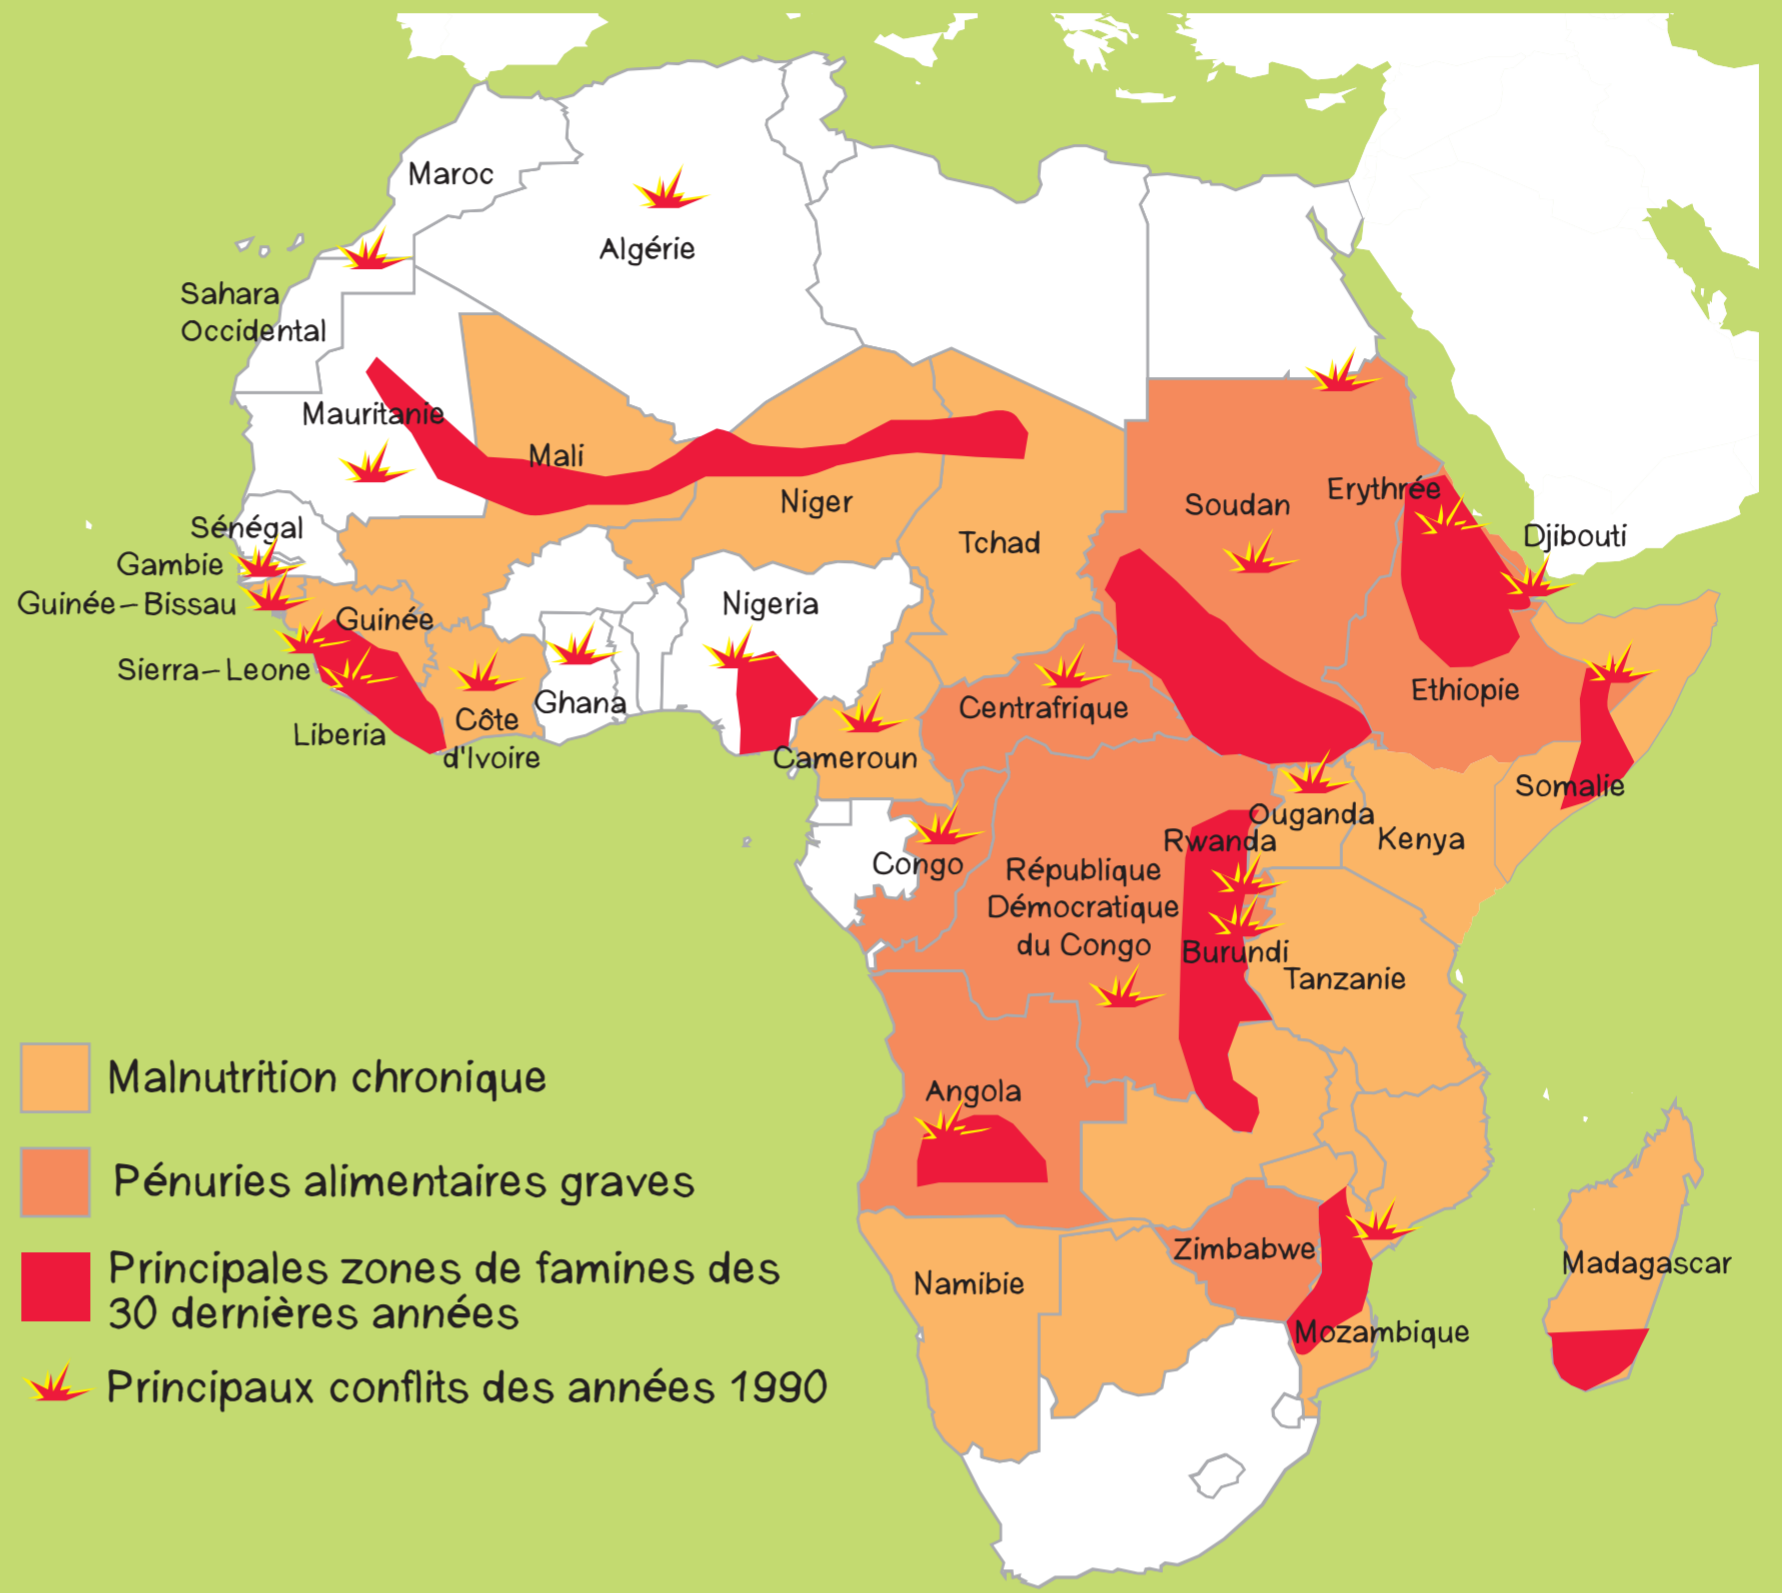 Maroc
Algérie
Sahara
Occidental
Mauritanie
Mali
Niger
Tchad
Soudan
Erythrée
Djibouti
Sénégal
Gambie
Guinée-Bissau
Guinée
Sierra-Leone
Liberia
Côte
d'Ivoire
Ghana
Nigeria
Cameroun
Centrafrique
Ethiopie
Somalie
Ouganda
Rwanda
Kenya
Congo
République
Démocratique
du Congo
Burundi
Tanzanie
Angola
Zimbabwe
Namibie
Mozambique
Madagascar
Malnutrition chronique
Pénuries alimentaires graves
Principales zones de famines des
30 dernières années
Principaux conflits des années 1990